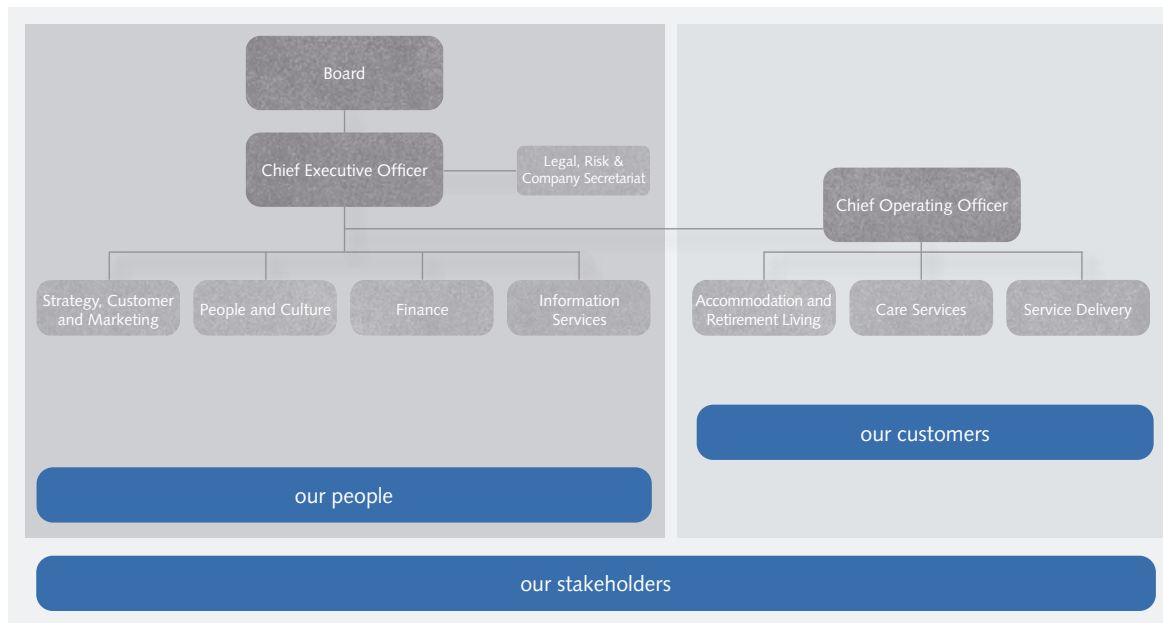 Board
Chief Executive Officer
Legal, Risk &
Company Secretariat
Chief Operating Officer
Strategy, Customer
and Marketing
People and Culture
Finance
Information
Services
Accommodation and
Retirement Living
Care Services
Service Delivery
our customers
our people
our stakeholders